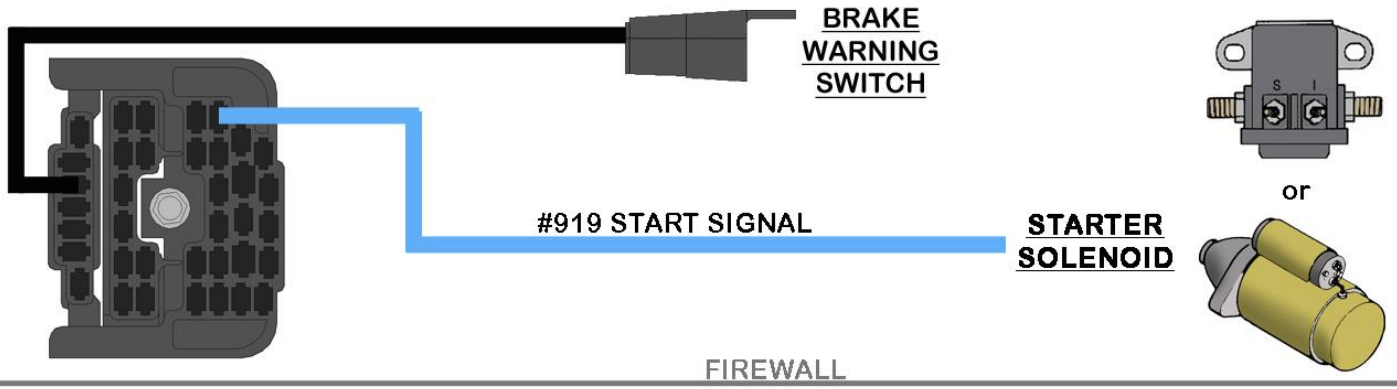 BRAKE
WARNING
SWITCH
S I
or
#919 START SIGNAL
STARTER
SOLENOID
FIREWALL